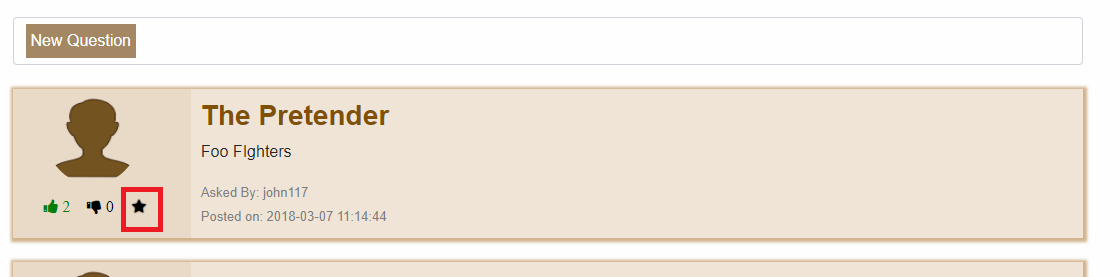 New Question
The Pretender
Foo FIghters
Asked By: john117
Posted on: 2018-03-07 11:14:44
2 0